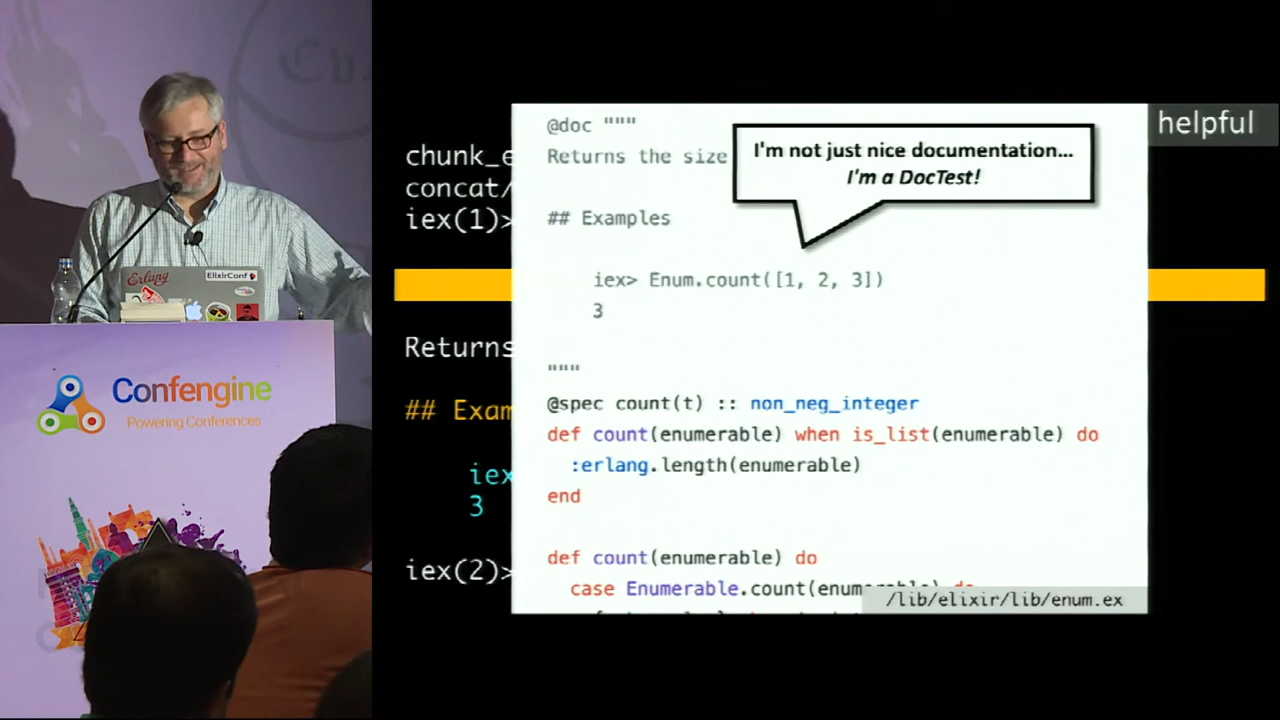 Erlang
ElixirConf
Confengine
Powering Conferences
helpful
chunk_e
concat/
iex(1)>
Returns
## Exam
iex
3
iex(2)>
@doc """
Returns the size
I'm not just nice documentation...
I'm a DocTest!
## Examples
iex> Enum.count([1, 2, 3])
3
"""
@spec count(t) :: non_neg_integer
def count(enumerable) when is_list(enumerable) do
:erlang.length(enumerable)
end
def count(enumerable) do
case Enumerable.count(enumerable) do
/lib/elixir/lib/enum.ex